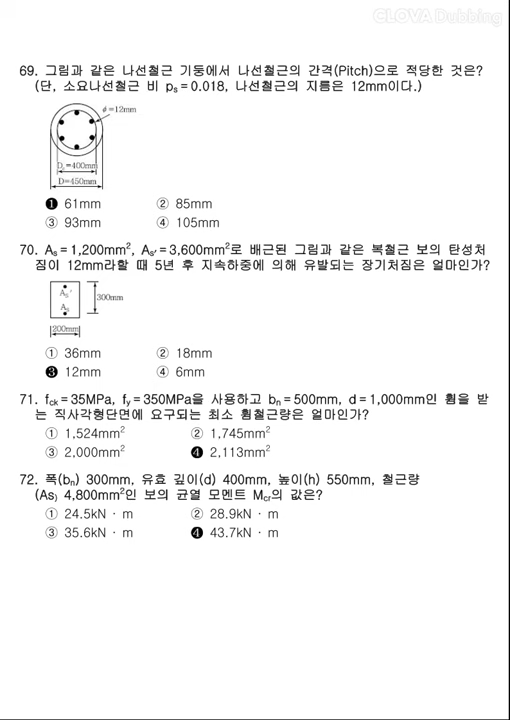 CLOVA Dubbing
69. 그림과 같은 나선철근 기둥에서 나선철근의 간격(Pitch)으로 적당한 것은?
(단, 소요나선철근 비 ps = 0.018, 나선철근의 지름은 12mm이다.)
ϕ=12mm
Dc=400mm
D=450mm
❶ 61mm ② 85mm
③ 93mm ④ 105mm
70. As = 1,200mm2, As' = 3,600mm2로 배근된 그림과 같은 복철근 보의 탄성처
짐이 12mm라할 때 5년 후 지속하중에 의해 유발되는 장기처짐은 얼마인가?
As'
300mm
As
200mm
① 36mm ② 18mm
❸ 12mm ④ 6mm
71. fck = 35MPa, fy = 350MPa을 사용하고 bn = 500mm, d = 1,000mm인 휨을 받
는 직사각형단면에 요구되는 최소 휨철근량은 얼마인가?
① 1,524mm2 ② 1,745mm2
③ 2,000mm2 ❹ 2,113mm2
72. 폭(bn) 300mm, 유효 깊이(d) 400mm, 높이(h) 550mm, 철근량
(As) 4,800mm2인 보의 균열 모멘트 Mcr의 값은?
① 24.5kN · m ② 28.9kN · m
③ 35.6kN · m ❹ 43.7kN · m